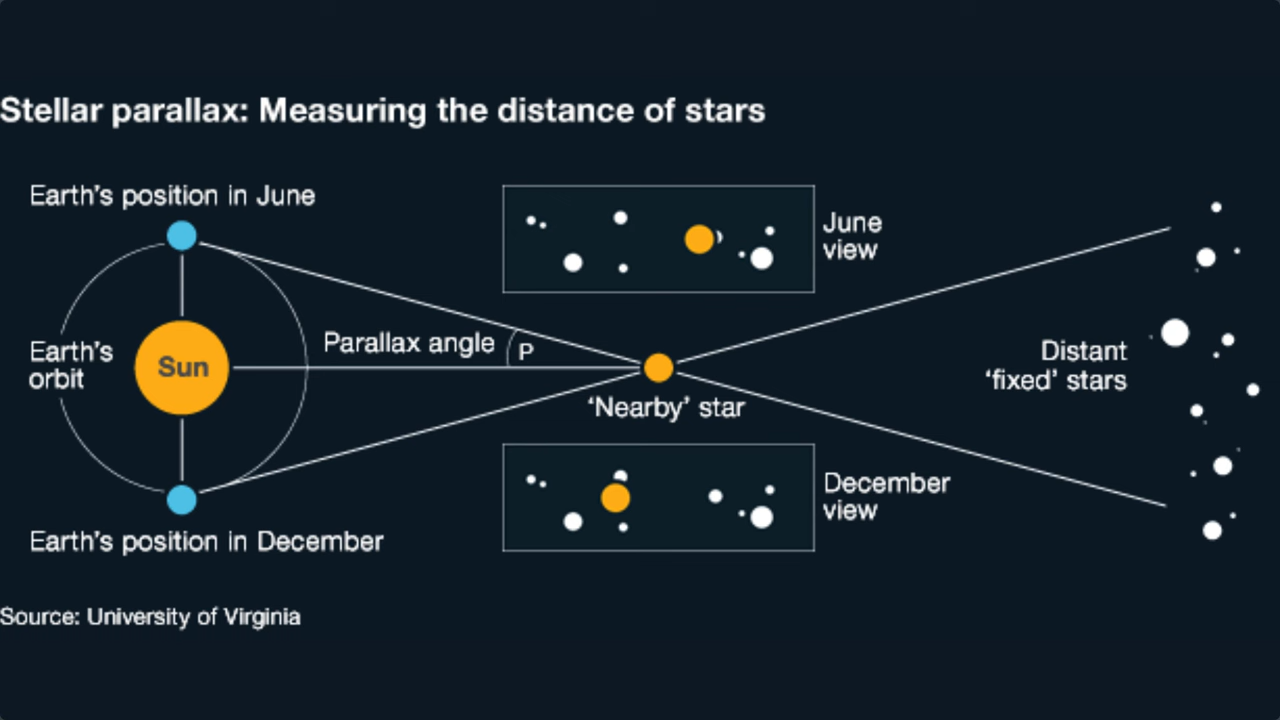 Stellar parallax: Measuring the distance of stars
Earth's position in June
June
view
Earth's
orbit
Sun
Parallax angle
P
'Nearby' star
Distant
'fixed' stars
December
view
Earth's position in December
Source: University of Virginia